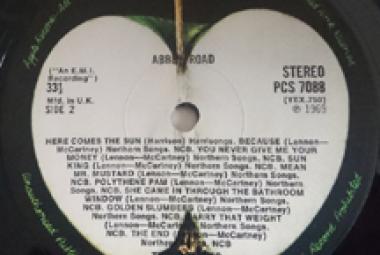 ABBEY ROAD
("An E.M.I.
Recording")
33⅓
Mfd. in U.K.
SIDE 2
STEREO
PCS 7088
(YEX.750)
℗ 1969
HERE COMES THE SUN (Harrison) Harrisongs. BECAUSE (Lennon—
McCartney) Northern Songs. NCB. YOU NEVER GIVE ME YOUR
MONEY (Lennon—McCartney) Northern Songs, NCB. SUN
KING (Lennon—McCartney) Northern Songs. NCB. MEAN
MR. MUSTARD (Lennon—McCartney) Northern Songs.
NCB. POLYTHENE PAM (Lennon—McCartney) Northern
Songs. NCB. SHE CAME IN THROUGH THE BATHROOM
WINDOW (Lennon—McCartney) Northern Songs.
NCB. GOLDEN SLUMBERS (Lennon—McCartney)
Northern Songs. NCB. CARRY THAT WEIGHT
(Lennon—McCartney) Northern Songs.
NCB. THE END (Lennon—McCartney)
Northern Songs, NCB
Unauthorised
Record Prohibited